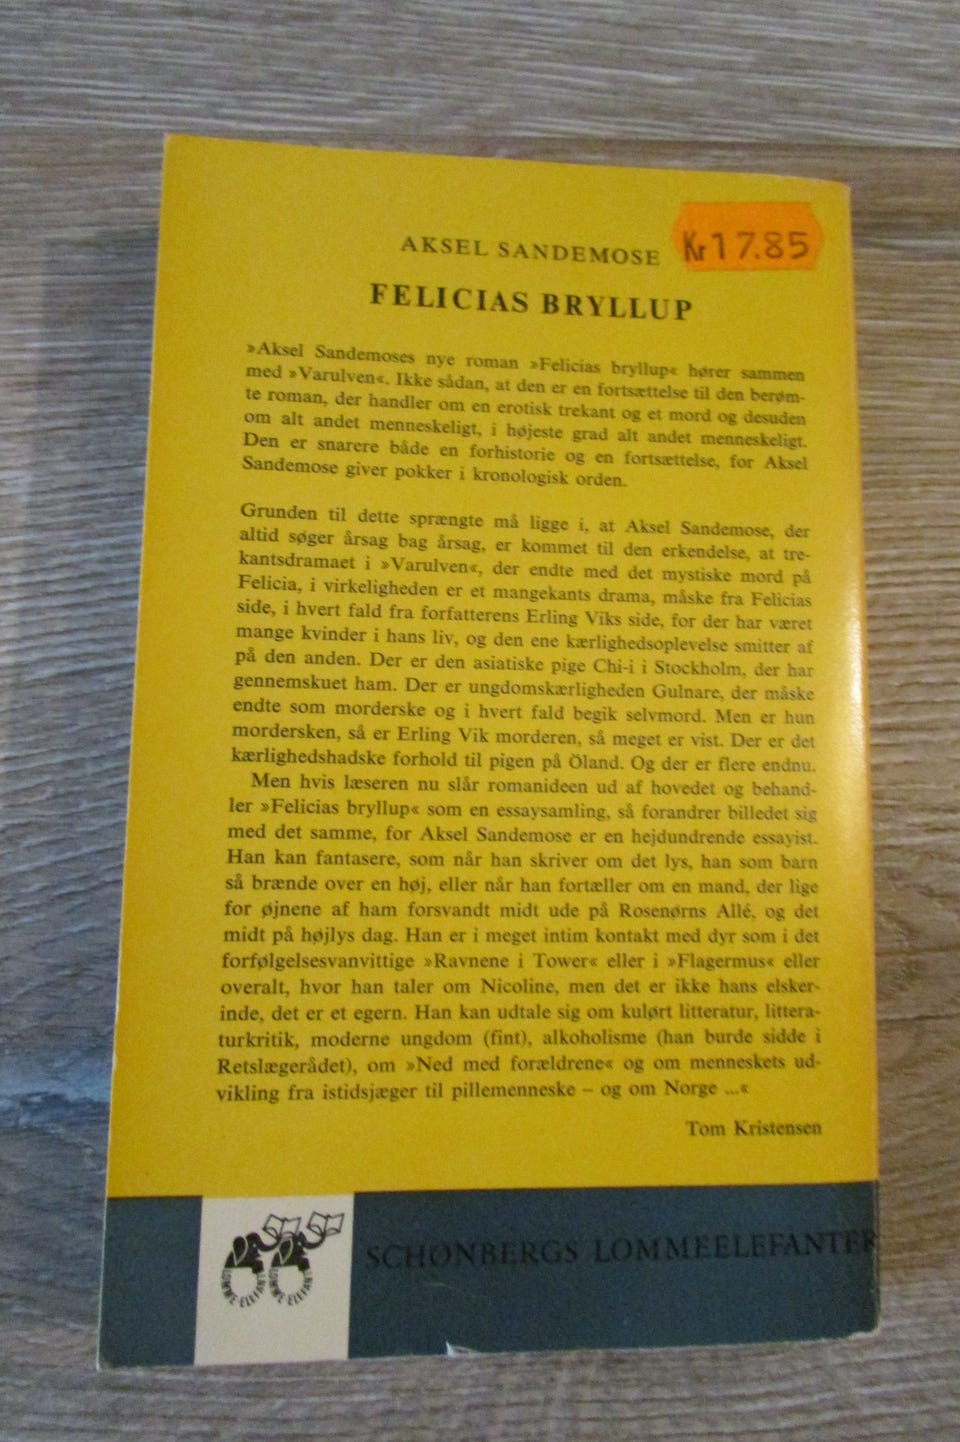 AKSEL SANDEMOSE
Kr 17.85
FELICIAS BRYLLUP
»Aksel Sandemoses nye roman »Felicias bryllup« hører sammen
med »Varulven«. Ikke sådan, at den er en fortsættelse til den berøm-
te roman, der handler om en erotisk trekant og et mord og desuden
om alt andet menneskeligt, i højeste grad alt andet menneskeligt.
Den er snarere både en forhistorie og en fortsættelse, for Aksel
Sandemose giver pokker i kronologisk orden.
Grunden til dette sprængte må ligge i, at Aksel Sandemose, der
altid søger årsag bag årsag, er kommet til den erkendelse, at tre-
kantsdramaet i »Varulven«, der endte med det mystiske mord på
Felicia, i virkeligheden er et mangekants drama, måske fra Felicias
side, i hvert fald fra forfatterens Erling Viks side, for der har været
mange kvinder i hans liv, og den ene kærlighedsoplevelse smitter af
på den anden. Der er den asiatiske pige Chi-i i Stockholm, der har
gennemskuet ham. Der er ungdomskærligheden Gulnare, der måske
endte som morderske og i hvert fald begik selvmord. Men er hun
mordersken, så er Erling Vik morderen, så meget er vist. Der er det
kærlighedshadske forhold til pigen på Öland. Og der er flere endnu.
Men hvis læseren nu slår romanideen ud af hovedet og behand-
ler »Felicias bryllup« som en essaysamling, så forandrer billedet sig
med det samme, for Aksel Sandemose er en hejdundrende essayist.
Han kan fantasere, som når han skriver om det lys, han som barn
så brænde over en høj, eller når han fortæller om en mand, der lige
for øjnene af ham forsvandt midt ude på Rosenørns Allé, og det
midt på højlys dag. Han er i meget intim kontakt med dyr som i det
forfølgelsesvanvittige »Ravnene i Tower« eller i »Flagermus« eller
overalt, hvor han taler om Nicoline, men det er ikke hans elsker-
inde, det er et egern. Han kan udtale sig om kulørt litteratur, littera-
turkritik, moderne ungdom (fint), alkoholisme (han burde sidde i
Retslægerådet), om »Ned med forældrene« og om menneskets ud-
vikling fra istidsjæger til pillemenneske – og om Norge ...«
Tom Kristensen
SCHØNBERGS LOMMEELEFANTER
LOMME-ELEFANT
LOMME-ELEFANT